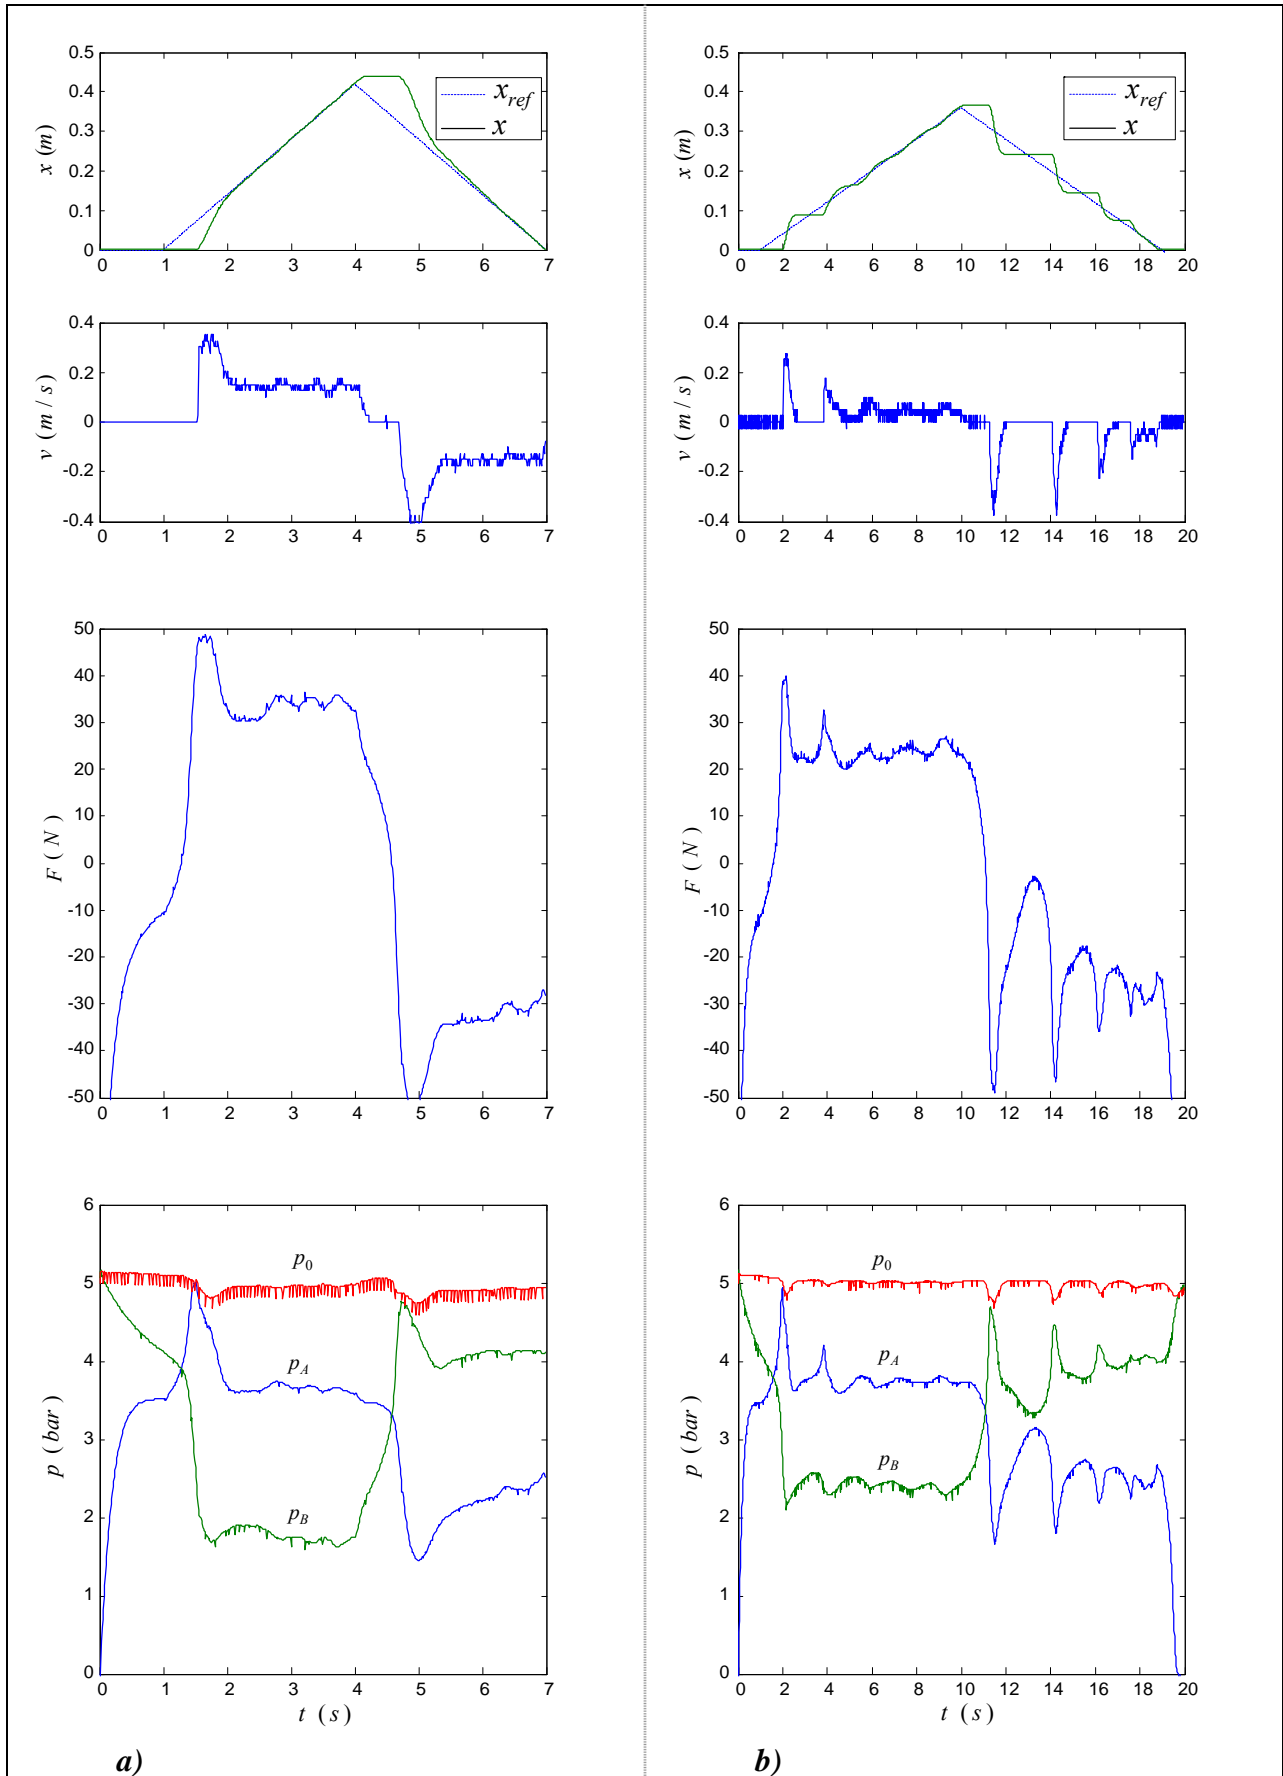 0.5
0.4
0.3
0.2
0.1
0
x (m)
x_ref
x
0 1 2 3 4 5 6 7
0.4
0.2
0
-0.2
-0.4
v (m / s)
0 1 2 3 4 5 6 7
50
40
30
20
10
0
-10
-20
-30
-40
-50
F (N)
0 1 2 3 4 5 6 7
6
5
4
3
2
1
0
p (bar)
p_0
p_A
p_B
0 1 2 3 4 5 6 7
t (s)
a)
0.5
0.4
0.3
0.2
0.1
0
x (m)
x_ref
x
0 2 4 6 8 10 12 14 16 18 20
0.4
0.2
0
-0.2
-0.4
v (m / s)
0 2 4 6 8 10 12 14 16 18 20
50
40
30
20
10
0
-10
-20
-30
-40
-50
F (N)
0 2 4 6 8 10 12 14 16 18 20
6
5
4
3
2
1
0
p (bar)
p_0
p_A
p_B
0 2 4 6 8 10 12 14 16 18 20
t (s)
b)